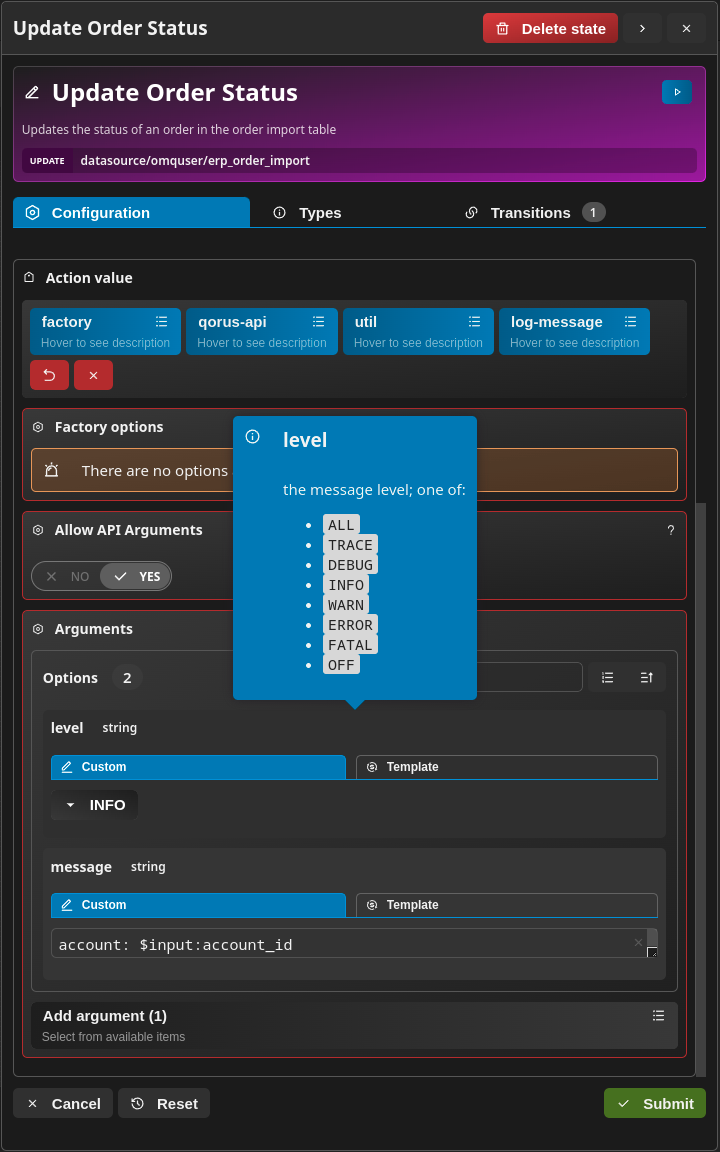 Update Order Status
Delete state
Update Order Status
Updates the status of an order in the order import table
UPDATE datasource/omquser/erp_order_import
Configuration
Types
Transitions 1
Action value
factory
Hover to see description
qorus-api
Hover to see description
util
Hover to see description
log-message
Hover to see description
Factory options
There are no options
Allow API Arguments
?
NO YES
level
the message level; one of:
• ALL
• TRACE
• DEBUG
• INFO
• WARN
• ERROR
• FATAL
• OFF
Arguments
Options 2
level string
Custom Template
INFO
message string
Custom Template
account: $input:account_id
Add argument (1)
Select from available items
Cancel Reset Submit